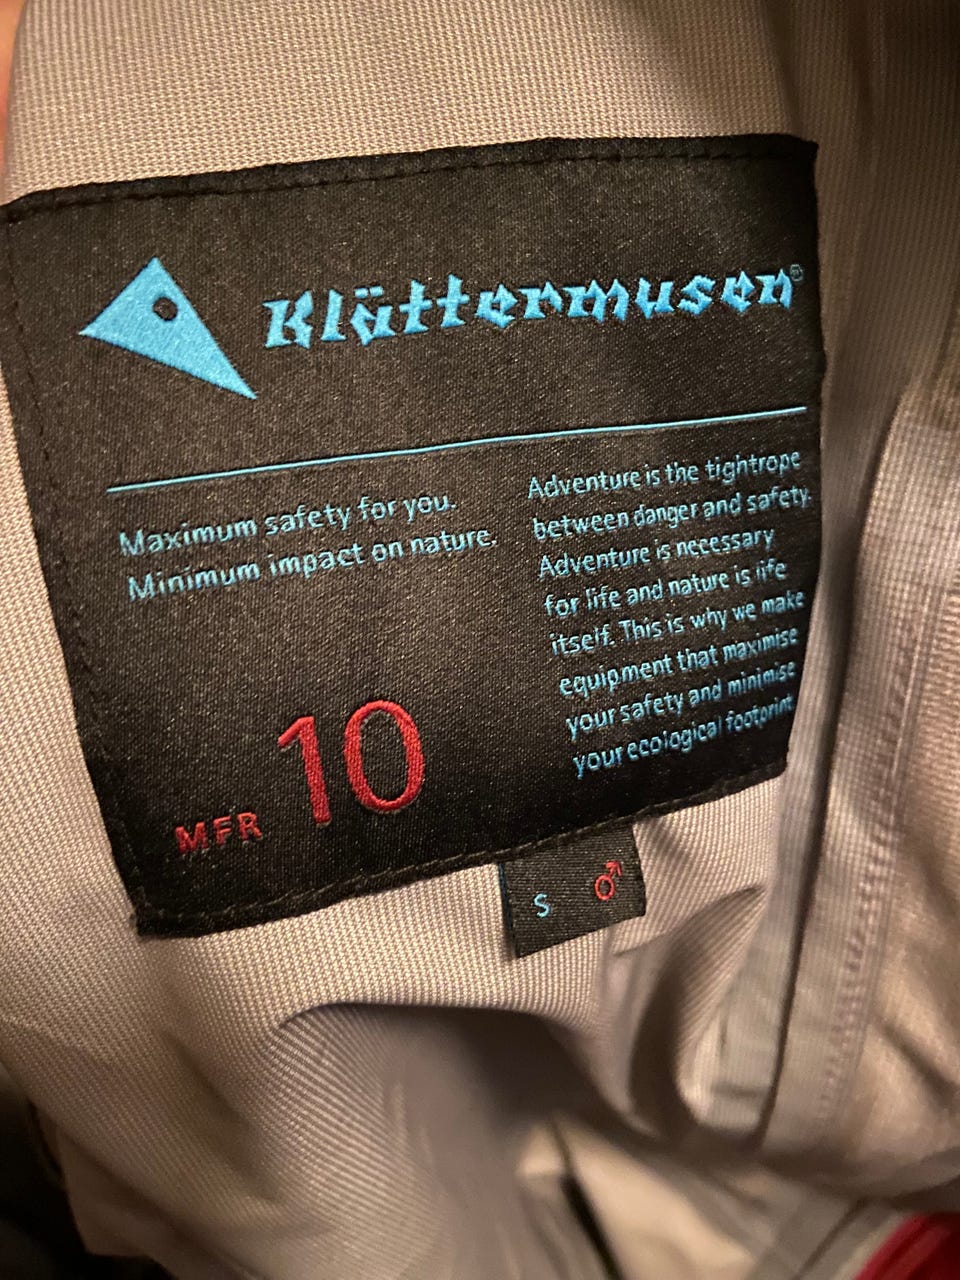 Klättermusen®
Maximum safety for you.
Minimum impact on nature.
Adventure is the tightrope
between danger and safety.
Adventure is necessary
for life and nature is life
itself. This is why we make
equipment that maximise
your safety and minimise
your ecological footprint.
MFR 10
S ♂